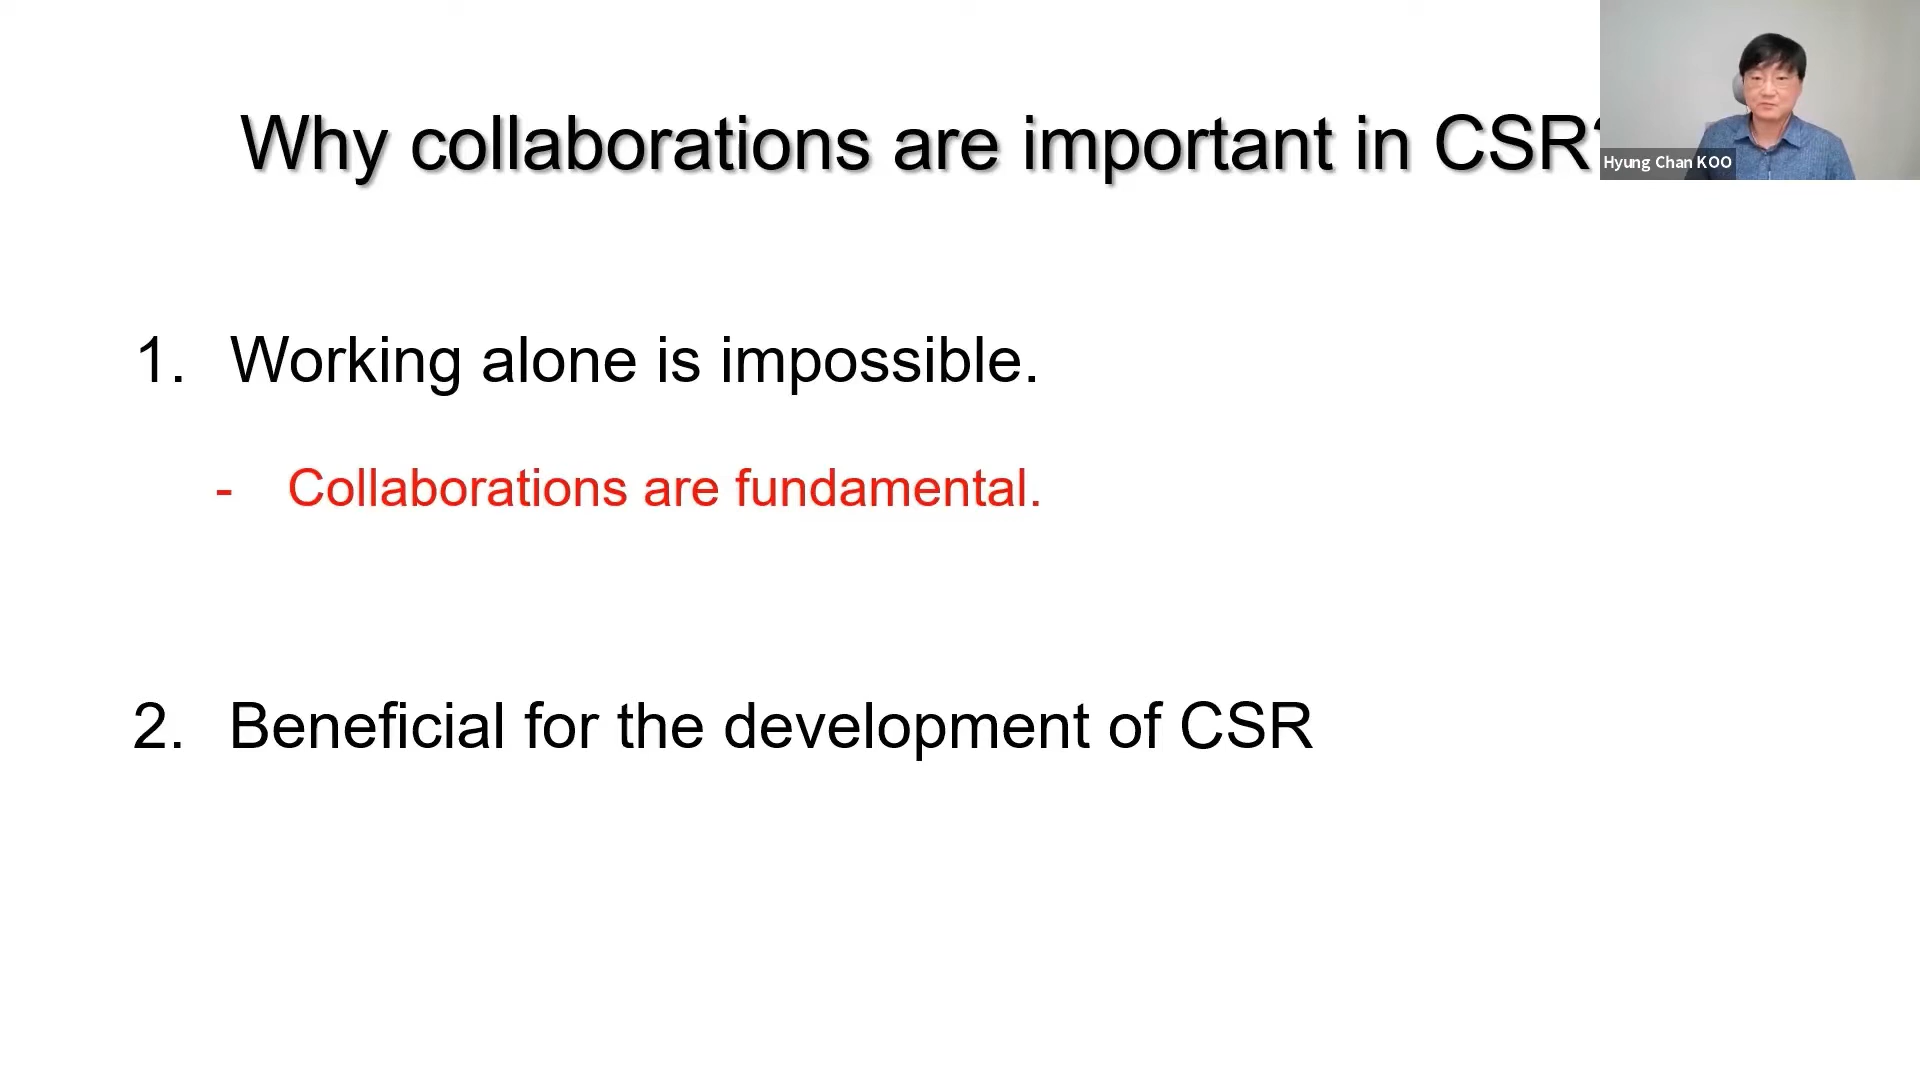 Why collaborations are important in CSR?
Hyung Chan KOO
1. Working alone is impossible.
- Collaborations are fundamental.
2. Beneficial for the development of CSR